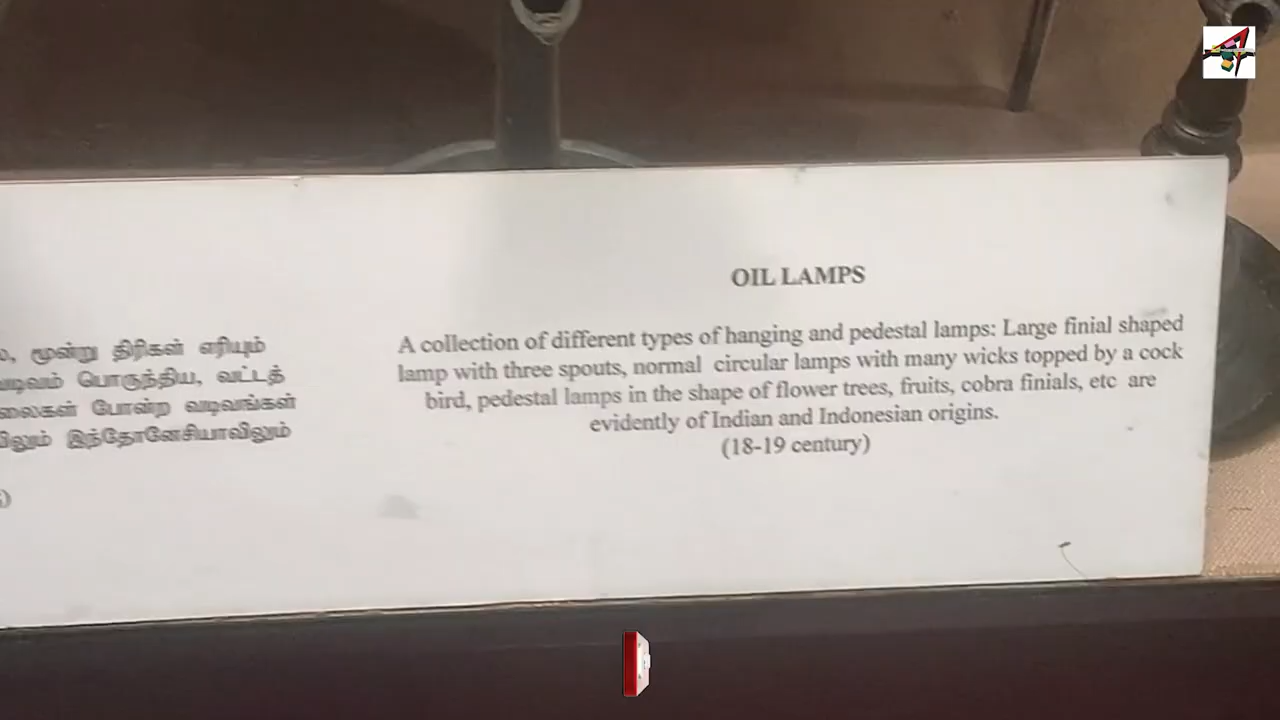 மூன்று திரிகள் எரியும்
பொருந்திய, வட்டத்
போன்ற வடிவங்கள்
இந்தோனேசியாவிலும்
OIL LAMPS
A collection of different types of hanging and pedestal lamps: Large finial shaped
lamp with three spouts, normal circular lamps with many wicks topped by a cock
bird, pedestal lamps in the shape of flower trees, fruits, cobra finials, etc are
evidently of Indian and Indonesian origins.
(18-19 century)